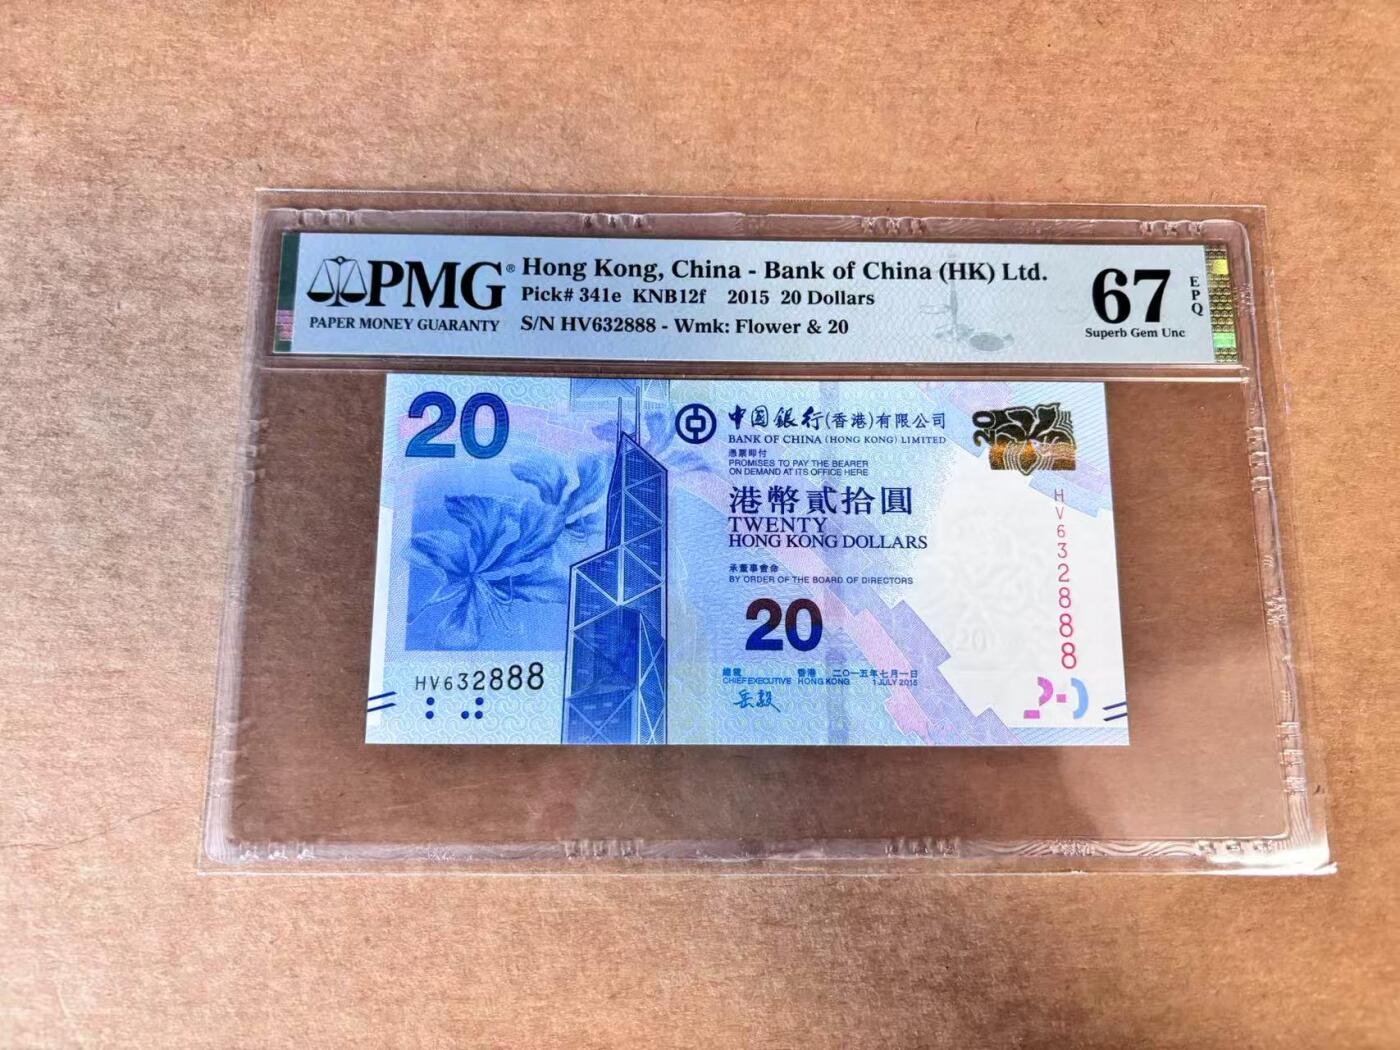 PMG®
PAPER MONEY GUARANTY
Hong Kong, China - Bank of China (HK) Ltd.
Pick# 341e KNB12f 2015 20 Dollars
S/N HV632888 - Wmk: Flower & 20
67
EPQ
Superb Gem Unc
20
中國銀行(香港)有限公司
BANK OF CHINA (HONG KONG) LIMITED
憑票即付
PROMISES TO PAY THE BEARER
ON DEMAND AT ITS OFFICE HERE
20
HV632888
港幣貳拾圓
TWENTY
HONG KONG DOLLARS
承董事會命
BY ORDER OF THE BOARD OF DIRECTORS
20
20
總裁 香港 二〇一五年七月一日
CHIEF EXECUTIVE HONG KONG 1 JULY 2015
岳毅
HV632888